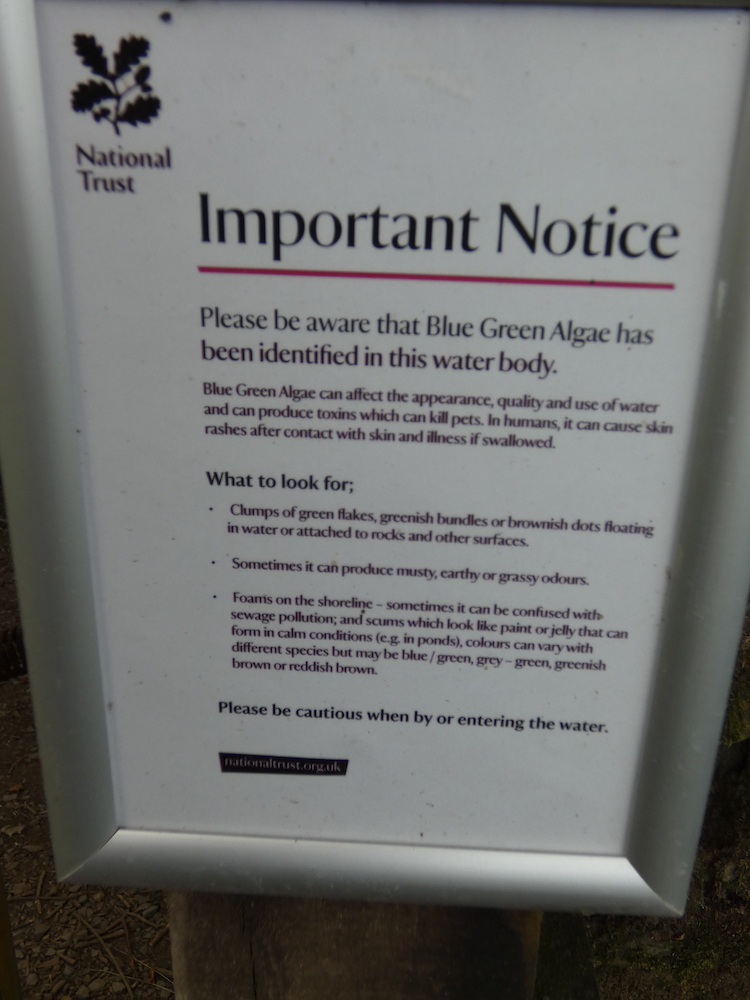 National
Trust
Important Notice
Please be aware that Blue Green Algae has
been identified in this water body.
Blue Green Algae can affect the appearance, quality and use of water
and can produce toxins which can kill pets. In humans, it can cause skin
rashes after contact with skin and illness if swallowed.
What to look for;
• Clumps of green flakes, greenish bundles or brownish dots floating
in water or attached to rocks and other surfaces.
• Sometimes it can produce musty, earthy or grassy odours.
• Foams on the shoreline – sometimes it can be confused with
sewage pollution; and scums which look like paint or jelly that can
form in calm conditions (e.g. in ponds), colours can vary with
different species but may be blue / green, grey – green, greenish
brown or reddish brown.
Please be cautious when by or entering the water.
nationaltrust.org.uk